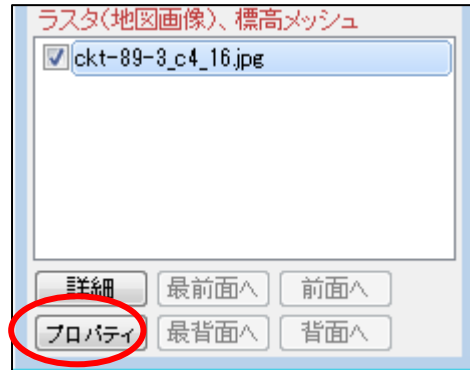 ラスタ(地図画像)、標高メッシュ
ckt-89-3_c4_16.jpg
詳細 最前面へ 前面へ
プロパティ 最背面へ 背面へ